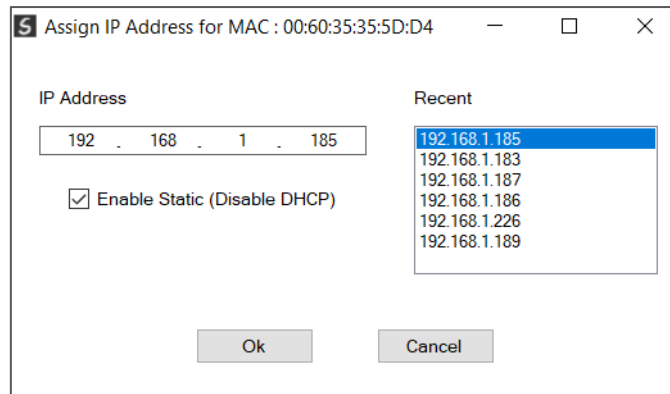 S Assign IP Address for MAC : 00:60:35:35:5D:D4
IP Address
192 . 168 . 1 . 185
Enable Static (Disable DHCP)
Recent
192.168.1.185
192.168.1.183
192.168.1.187
192.168.1.186
192.168.1.226
192.168.1.189
Ok
Cancel